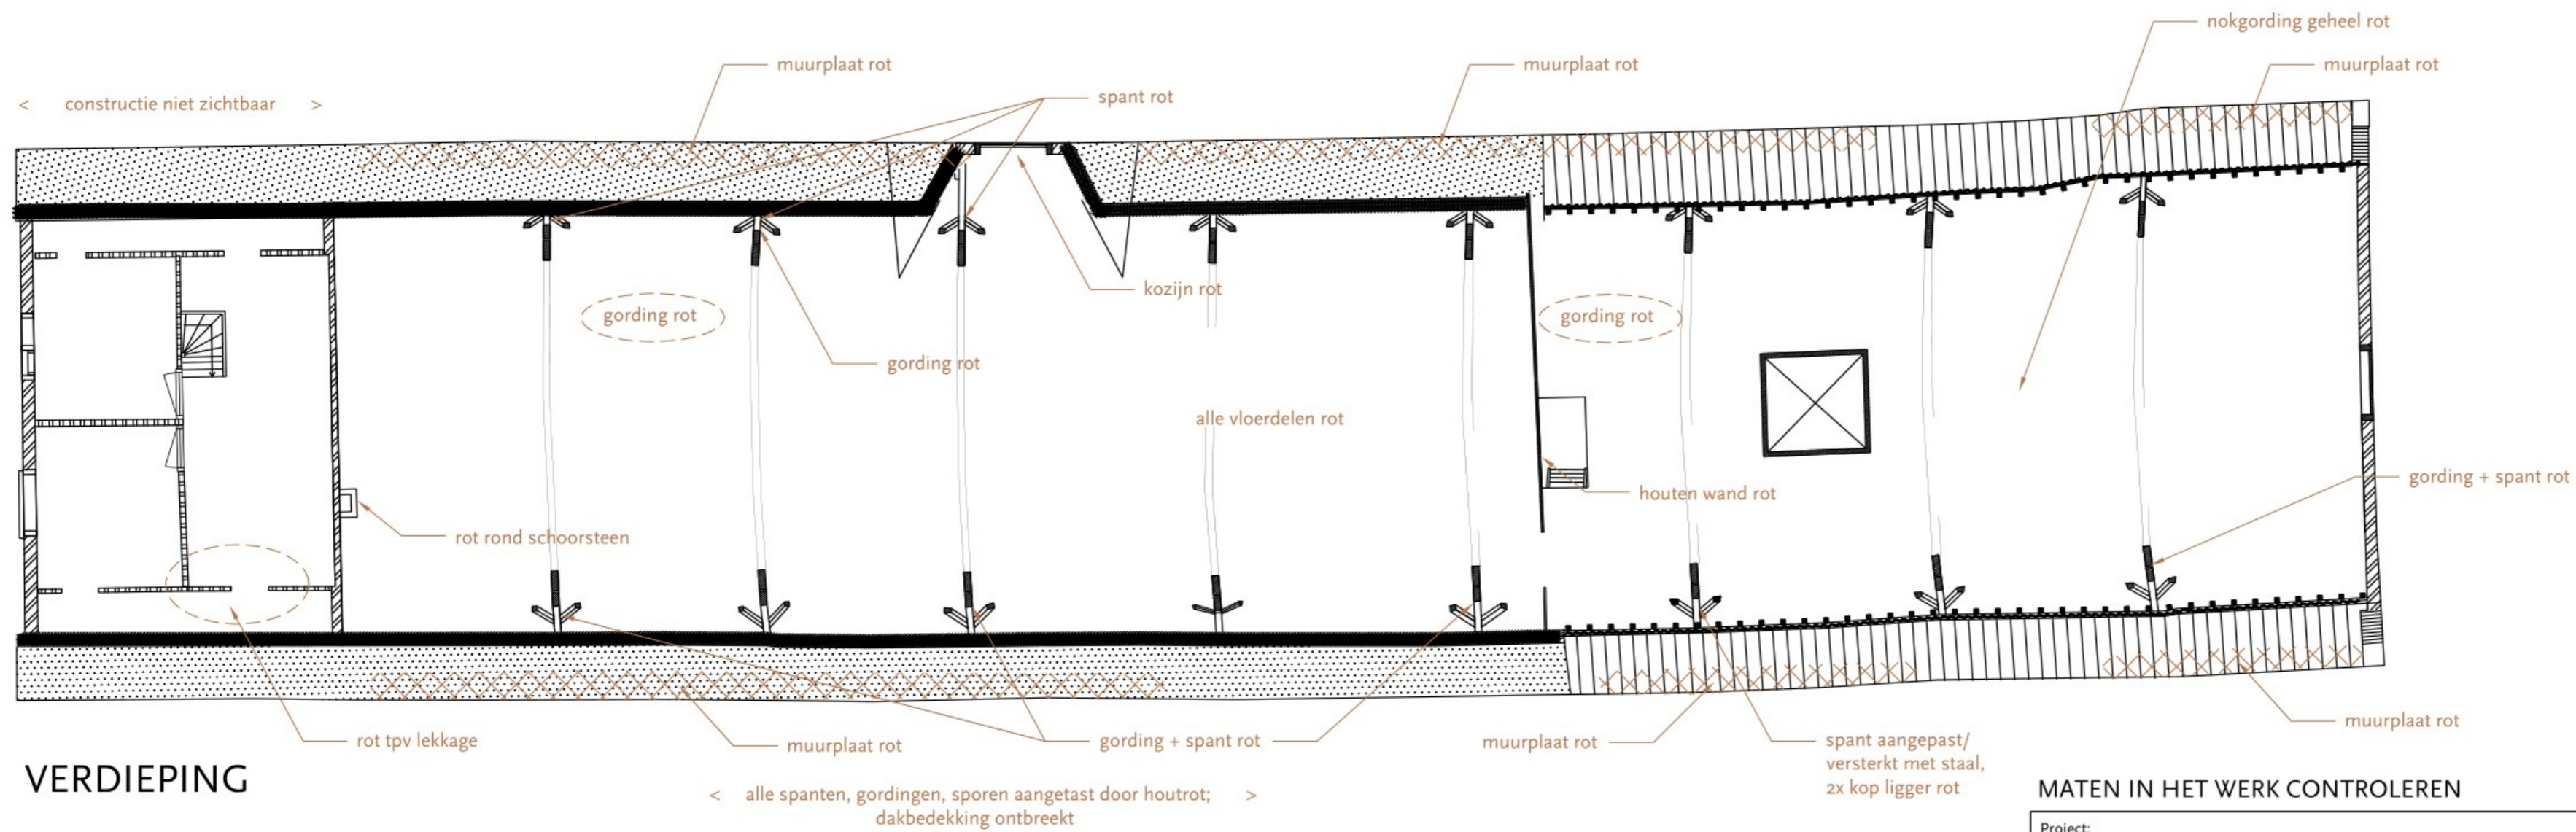 nokgording geheel rot
muurplaat rot
muurplaat rot
muurplaat rot
< constructie niet zichtbaar >
spant rot
kozijn rot
gording rot
gording rot
gording rot
alle vloerdelen rot
gording + spant rot
houten wand rot
rot rond schoorsteen
muurplaat rot
rot tpv lekkage
muurplaat rot
gording + spant rot
muurplaat rot
spant aangepast/
versterkt met staal,
2x kop ligger rot
VERDIEPING
< alle spanten, gordingen, sporen aangetast door houtrot; >
dakbedekking ontbreekt
MATEN IN HET WERK CONTROLEREN
Project: